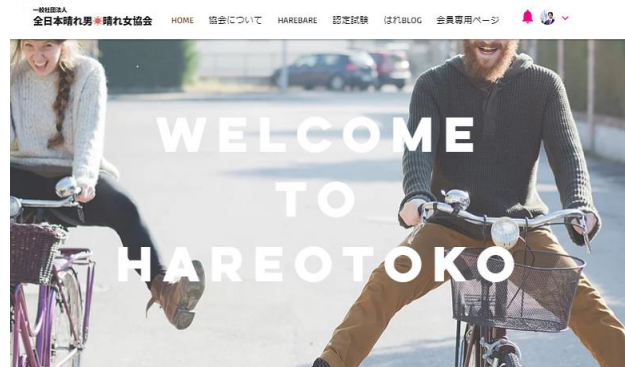 一般社団法人
全日本晴れ男☀晴れ女協会
HOME 協会について HAREBARE 認定試験 はれBLOG 会員専用ページ
WELCOME
TO
HAREOTOKO